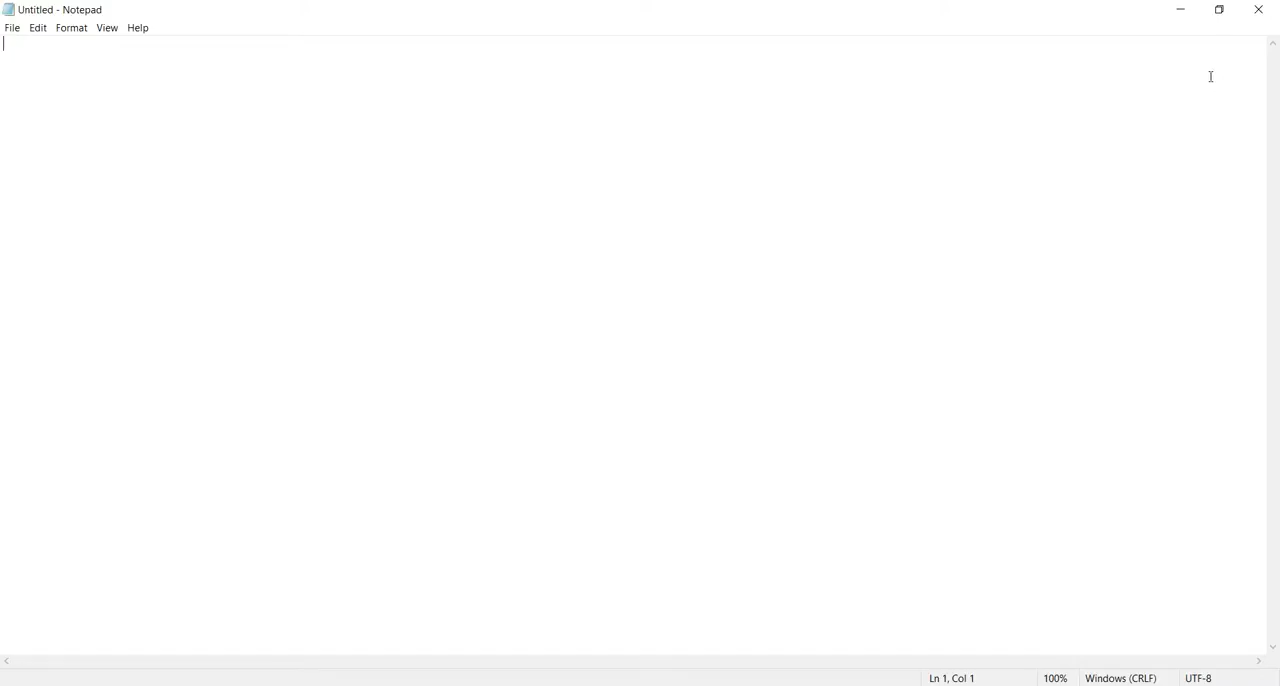 Untitled - Notepad
File Edit Format View Help
Ln 1, Col 1 100% Windows (CRLF) UTF-8